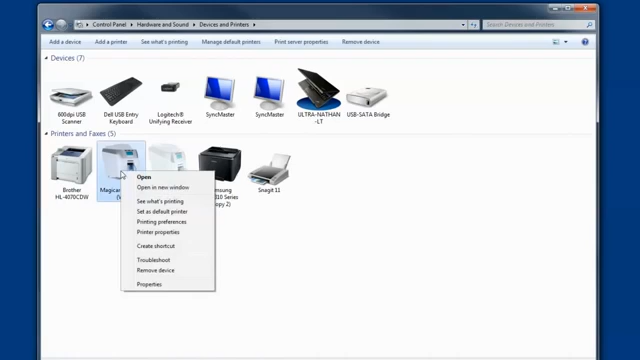 Control Panel ▸ Hardware and Sound ▸ Devices and Printers ▸
Search Devices and Printers
Add a device
Add a printer
See what's printing
Manage default printers
Print server properties
Remove device
Devices (7)
600dpi USB
Scanner
Dell USB Entry
Keyboard
Logitech®
Unifying Receiver
SyncMaster
SyncMaster
ULTRA-NATHAN
-LT
USB-SATA Bridge
Printers and Faxes (5)
Brother
HL-4070CDW
Magicar
Snagit 11
Open
Open in new window
See what's printing
Set as default printer
Printing preferences
Printer properties
Create shortcut
Troubleshoot
Remove device
Properties